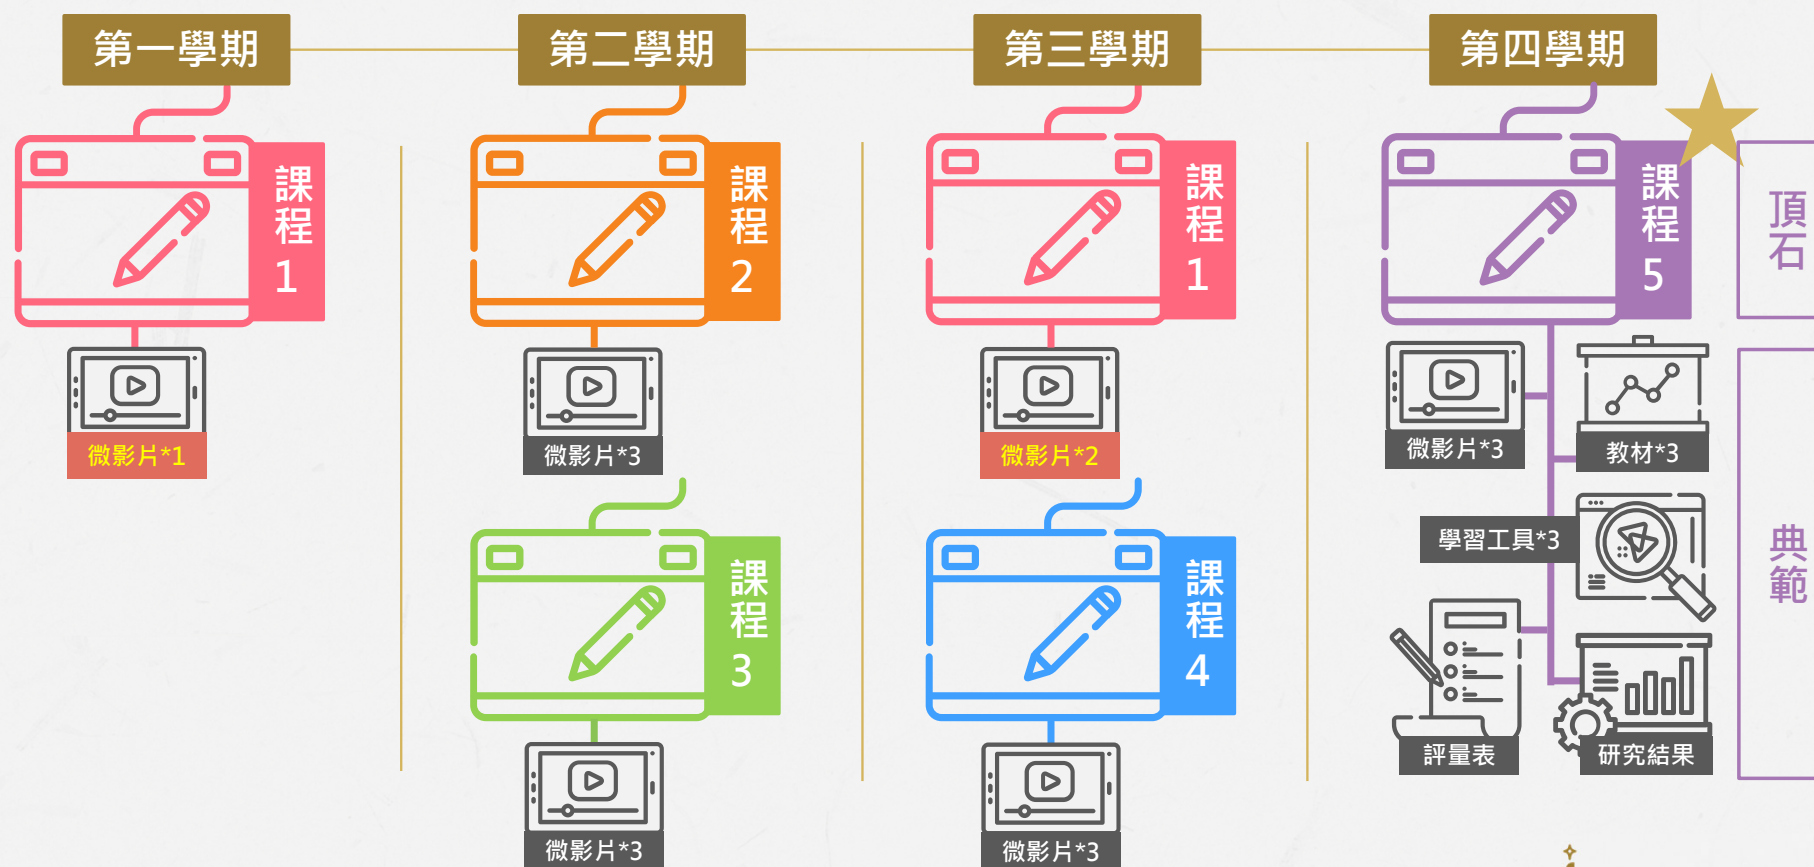 第一學期
第二學期
第三學期
第四學期
課程1
微影片*1
課程2
微影片*3
課程3
微影片*3
課程1
微影片*2
課程4
微影片*3
課程5
頂石
微影片*3
教材*3
學習工具*3
評量表
研究結果
典範